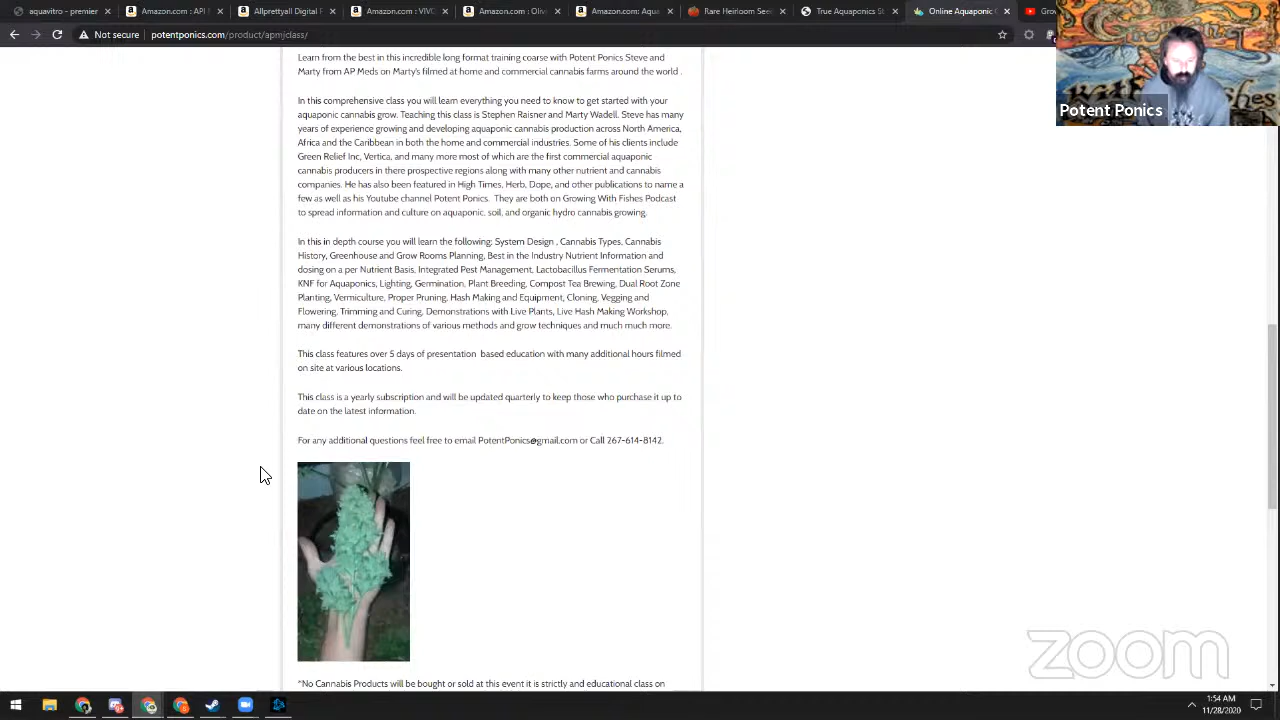 aquavitro - premier
Amazon.com : API
Allprettyall Digital
Amazon.com : VIVO
Amazon.com : Olive
Amazon.com: Aqua
Rare Heirloom See
True Aquaponics
Online Aquaponic
Gro
Not secure | potentponics.com/product/apmjclass/
Potent Ponics
Learn from the best in this incredible long format training coarse with Potent Ponics Steve and
Marty from AP Meds on Marty's filmed at home and commercial cannabis farms around the world .
In this comprehensive class you will learn everything you need to know to get started with your
aquaponic cannabis grow. Teaching this class is Stephen Raisner and Marty Wadell. Steve has many
years of experience growing and developing aquaponic cannabis production across North America,
Africa and the Caribbean in both the home and commercial industries. Some of his clients include
Green Relief Inc, Vertica, and many more most of which are the first commercial aquaponic
cannabis producers in there prospective regions along with many other nutrient and cannabis
companies. He has also been featured in High Times, Herb, Dope, and other publications to name a
few as well as his Youtube channel Potent Ponics. They are both on Growing With Fishes Podcast
to spread information and culture on aquaponic, soil, and organic hydro cannabis growing.
In this in depth course you will learn the following; System Design , Cannabis Types, Cannabis
History, Greenhouse and Grow Rooms Planning, Best in the Industry Nutrient Information and
dosing on a per Nutrient Basis, Integrated Pest Management, Lactobacillus Fermentation Serums,
KNF for Aquaponics, Lighting, Germination, Plant Breeding, Compost Tea Brewing, Dual Root Zone
Planting, Vermiculture, Proper Pruning, Hash Making and Equipment, Cloning, Vegging and
Flowering, Trimming and Curing, Demonstrations with Live Plants, Live Hash Making Workshop,
many different demonstrations of various methods and grow techniques and much much more.
This class features over 5 days of presentation based education with many additional hours filmed
on site at various locations.
This class is a yearly subscription and will be updated quarterly to keep those who purchase it up to
date on the latest information.
For any additional questions feel free to email PotentPonics@gmail.com or Call 267-614-8142.
*No Cannabis Products will be bought or sold at this event it is strictly and educational class on
zoom
1:54 AM
11/28/2020